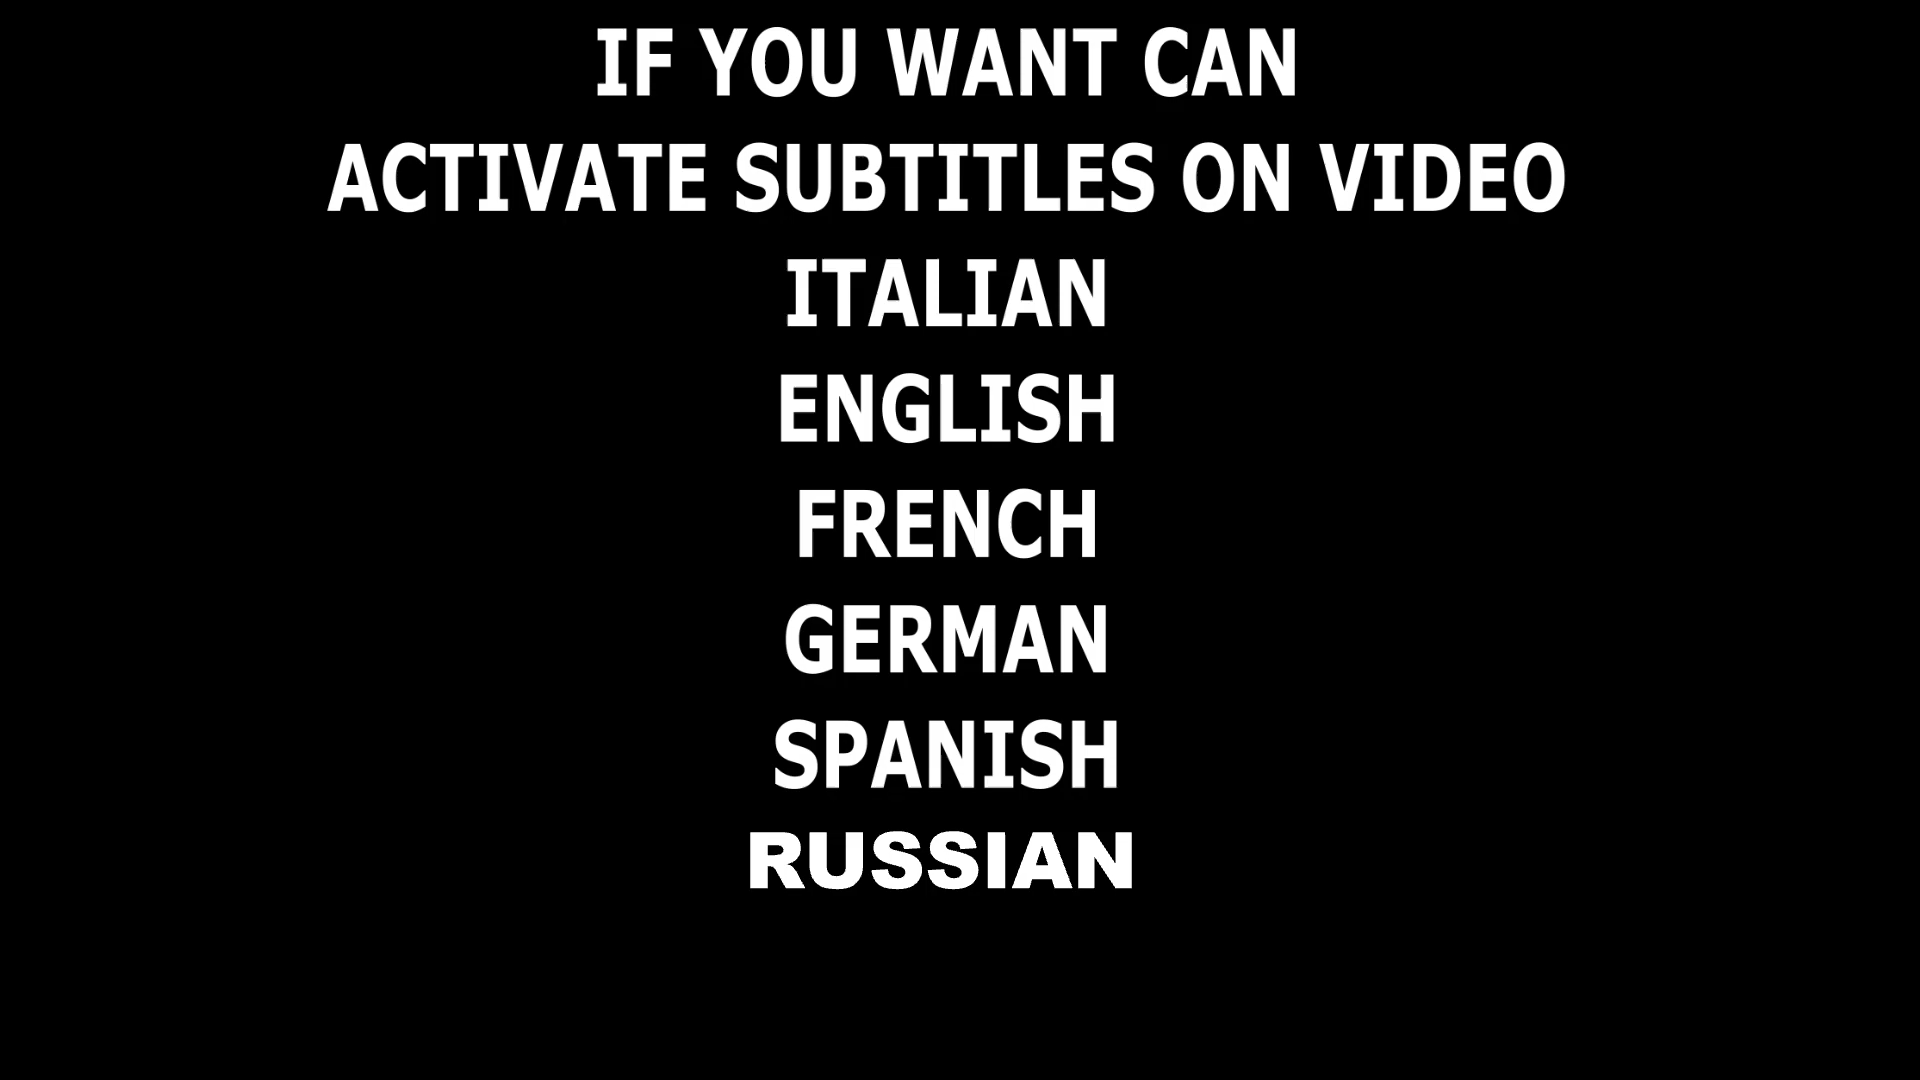 IF YOU WANT CAN
ACTIVATE SUBTITLES ON VIDEO
ITALIAN
ENGLISH
FRENCH
GERMAN
SPANISH
RUSSIAN